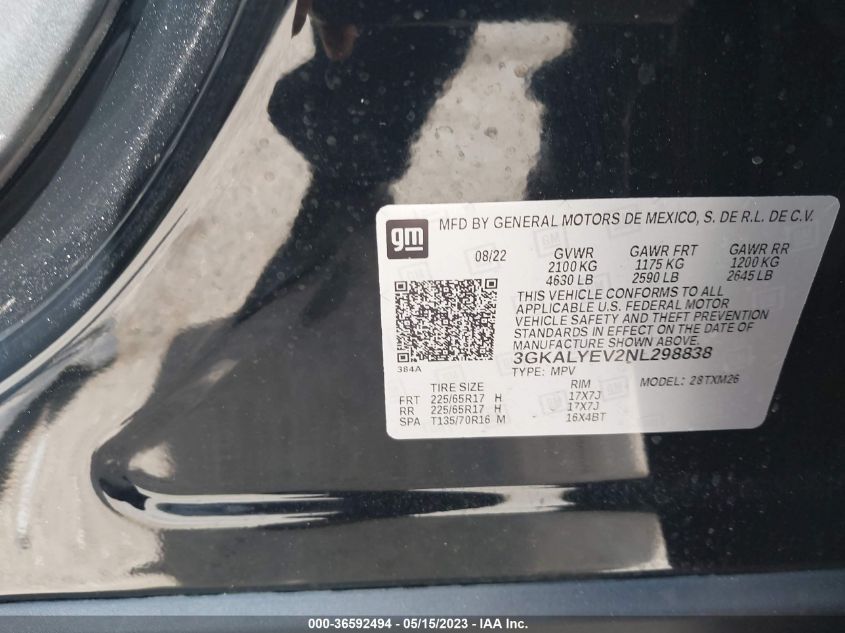 gm
MFD BY GENERAL MOTORS DE MEXICO, S. DE R.L. DE C.V.
08/22 GVWR GAWR FRT GAWR RR
2100 KG 1175 KG 1200 KG
4630 LB 2590 LB 2645 LB
THIS VEHICLE CONFORMS TO ALL
APPLICABLE U.S. FEDERAL MOTOR
VEHICLE SAFETY AND THEFT PREVENTION
STANDARDS IN EFFECT ON THE DATE OF
MANUFACTURE SHOWN ABOVE.
384A
3GKALYEV2NL298838
TYPE: MPV
TIRE SIZE RIM MODEL: 28TXM26
FRT 225/65R17 H 17X7J
RR 225/65R17 H 17X7J
SPA T135/70R16 M 16X4BT
000-36592494 - 05/15/2023 - IAA Inc.